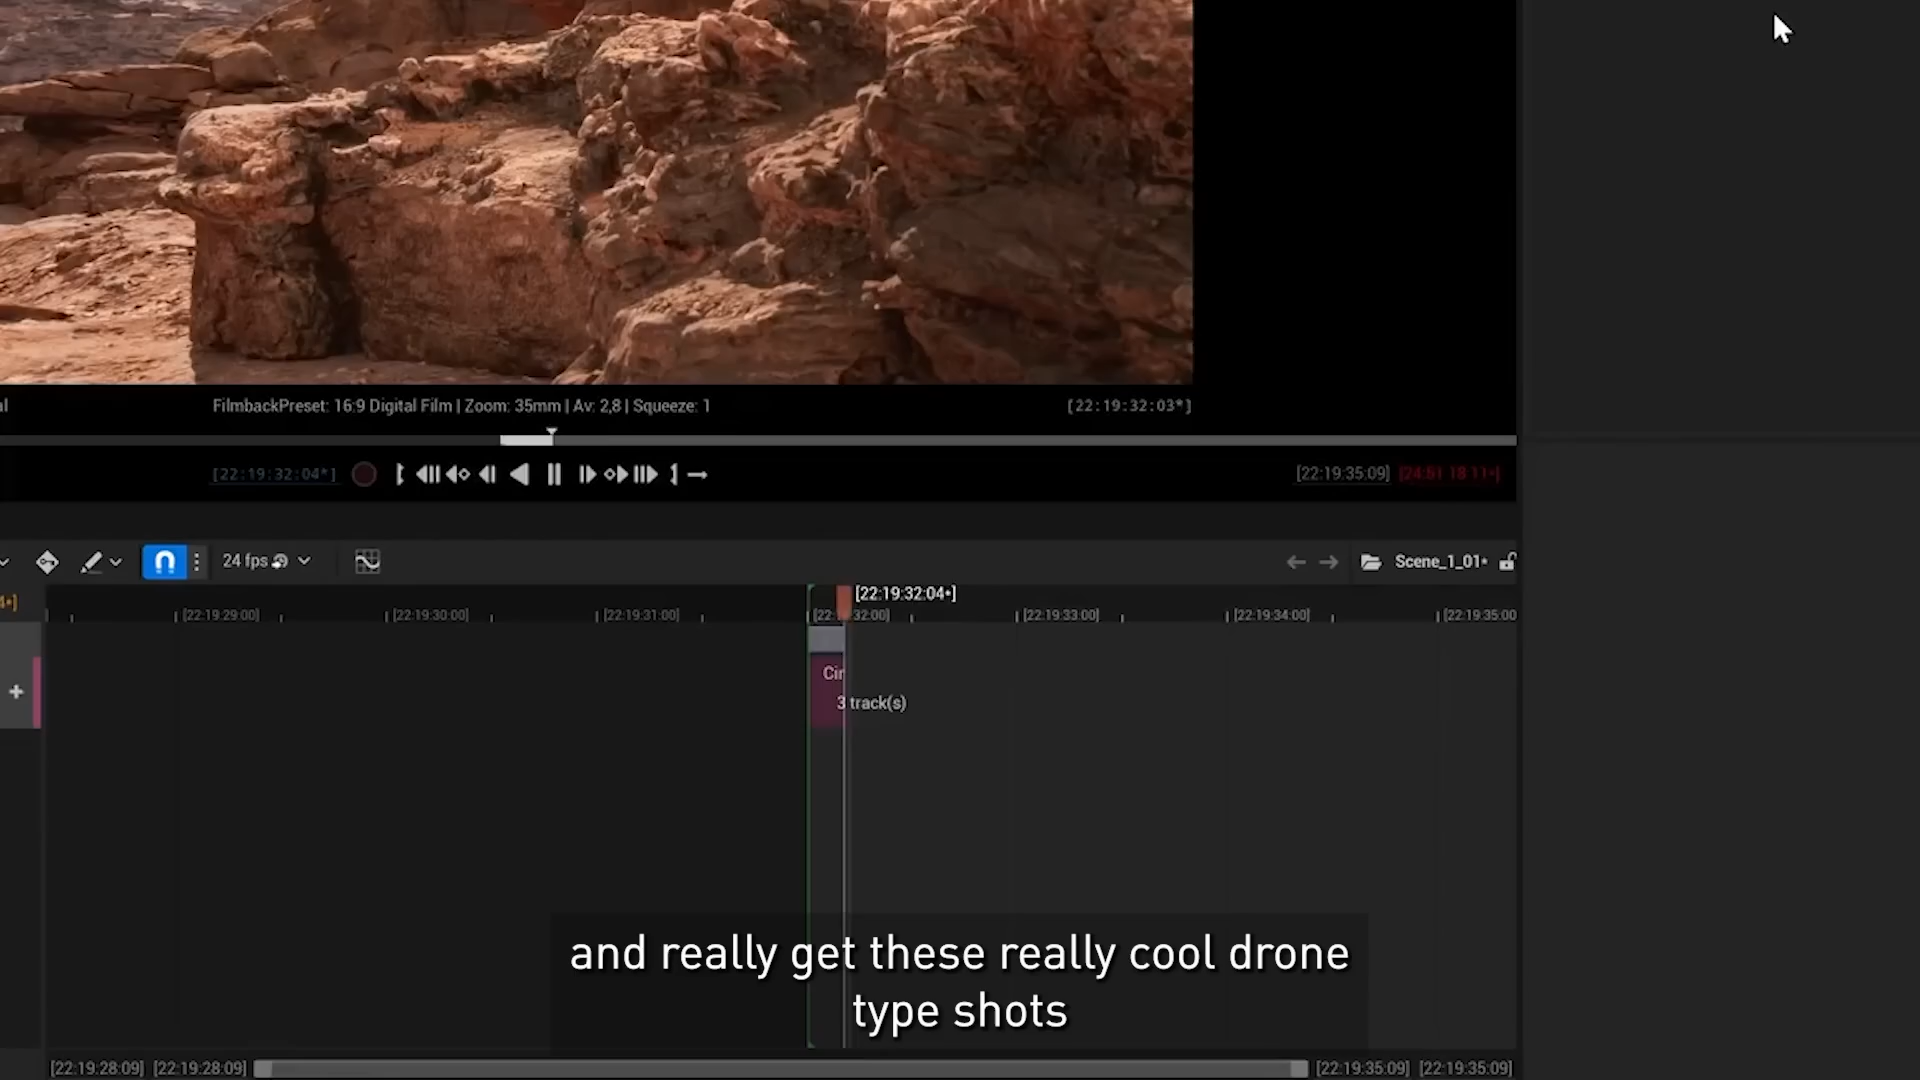 al
FilmbackPreset: 16:9 Digital Film | Zoom: 35mm | Av: 2,8 | Squeeze: 1
[22:19:32:03*]
[22:19:32:04*]
[22:19:35:09]
24 fps
Scene_1_01*
[22:19:32:04*]
[22:19:29:00] [22:19:30:00] [22:19:31:00] [22:19:32:00] [22:19:33:00] [22:19:34:00] [22:19:35:00
Cir
3 track(s)
and really get these really cool drone
type shots
[22:19:28:09] [22:19:28:09] [22:19:35:09] [22:19:35:09]